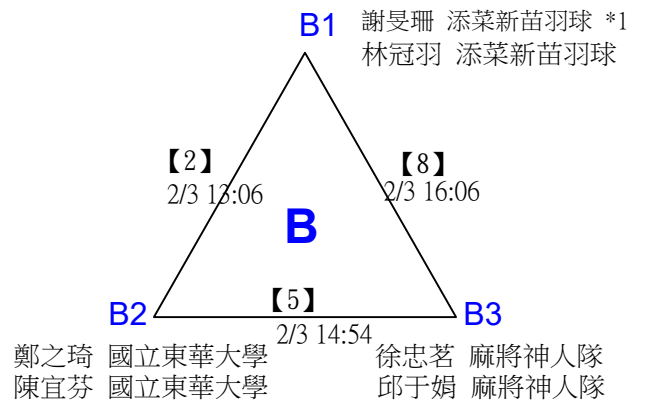 B1
謝旻珊 添菜新苗羽球 *1
林冠羽 添菜新苗羽球
【2】
2/3 13:06
【8】
2/3 16:06
B
【5】
2/3 14:54
B2
B3
鄭之琦 國立東華大學
陳宜芬 國立東華大學
徐忠茗 麻將神人隊
邱于娟 麻將神人隊